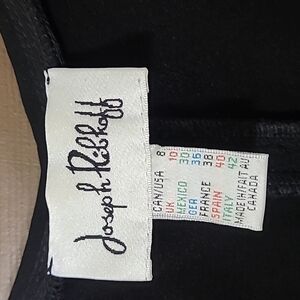 Joseph Ribkoff
CAN/USA 8
UK 10
MEXICO 30
GER 36
FRANCE 38
SPAIN 40
ITALY 42
MADE IN/FAIT AU
CANADA